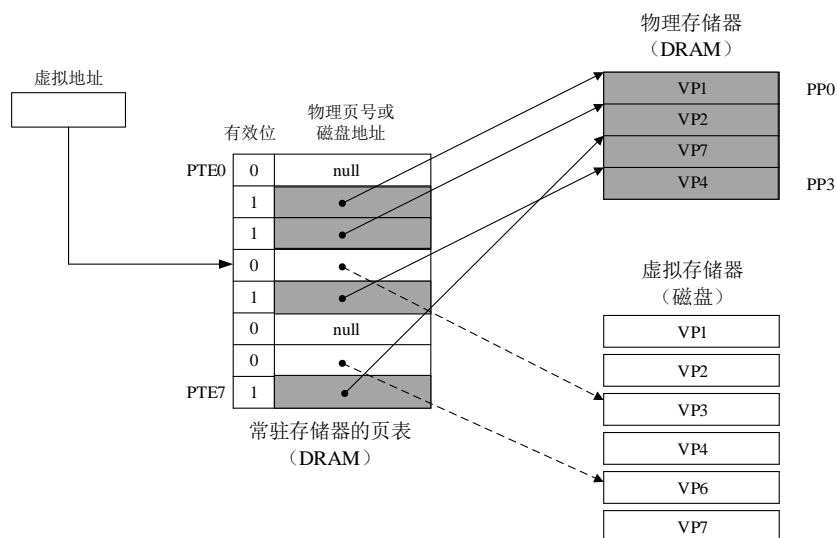 物理存储器
（DRAM）
虚拟地址
VP1
PP0
VP2
VP7
VP4
PP3
有效位
物理页号或
磁盘地址
PTE0
0
null
1
1
0
1
0
null
0
PTE7
1
常驻存储器的页表
（DRAM）
虚拟存储器
（磁盘）
VP1
VP2
VP3
VP4
VP6
VP7